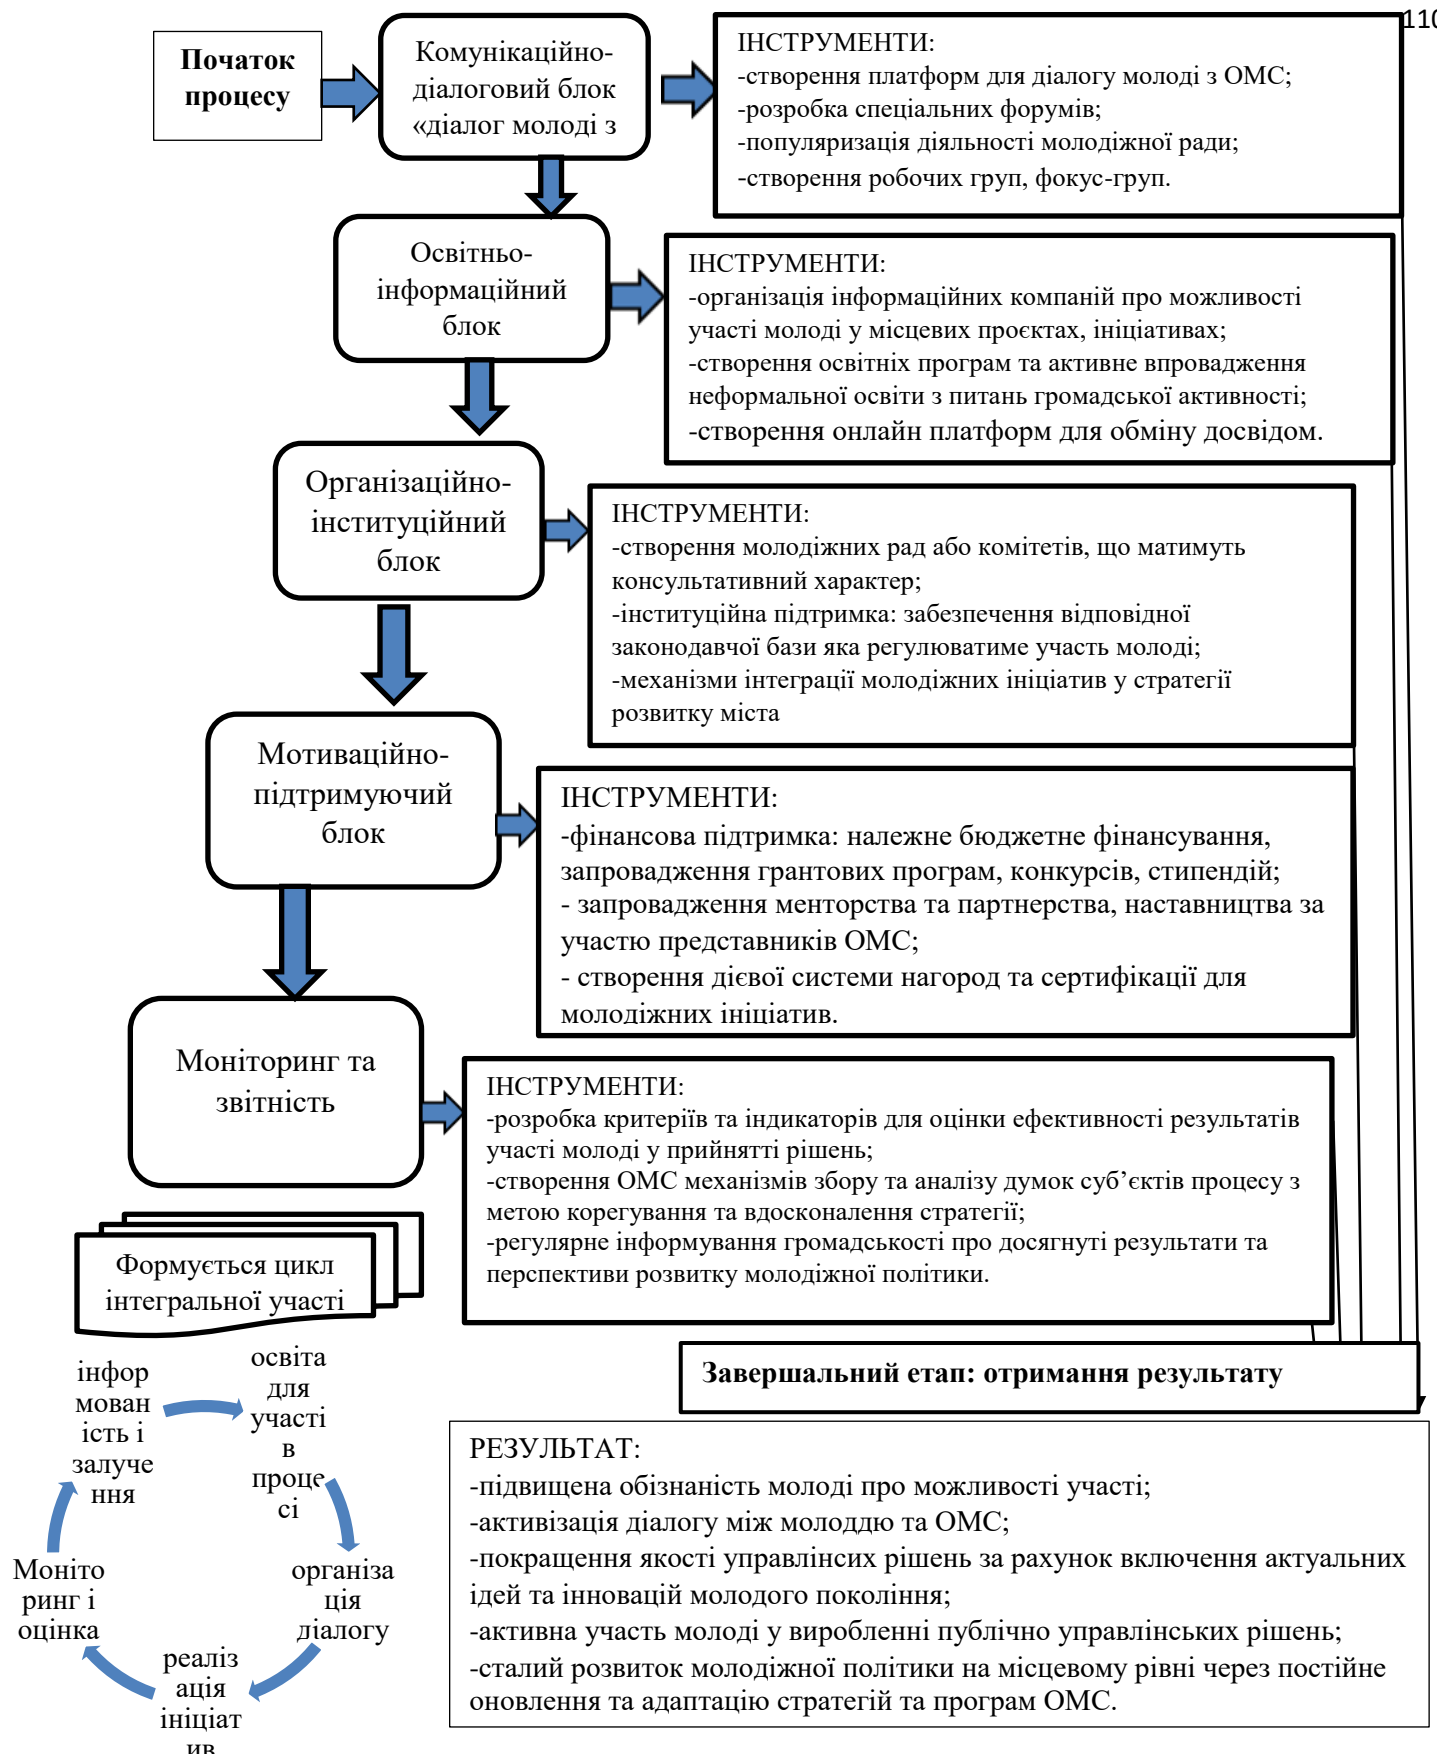 110
Початок
процесу
Комунікаційно-
діалоговий блок
«діалог молоді з
ІНСТРУМЕНТИ:
-створення платформ для діалогу молоді з ОМС;
-розробка спеціальних форумів;
-популяризація діяльності молодіжної ради;
-створення робочих груп, фокус-груп.
Освітньо-
інформаційний
блок
ІНСТРУМЕНТИ:
-організація інформаційних компаній про можливості
участі молоді у місцевих проєктах, ініціативах;
-створення освітніх програм та активне впровадження
неформальної освіти з питань громадської активності;
-створення онлайн платформ для обміну досвідом.
Організаційно-
інституційний
блок
ІНСТРУМЕНТИ:
-створення молодіжних рад або комітетів, що матимуть
консультативний характер;
-інституційна підтримка: забезпечення відповідної
законодавчої бази яка регулюватиме участь молоді;
-механізми інтеграції молодіжних ініціатив у стратегії
розвитку міста
Мотиваційно-
підтримуючий
блок
ІНСТРУМЕНТИ:
-фінансова підтримка: належне бюджетне фінансування,
запровадження грантових програм, конкурсів, стипендій;
- запровадження менторства та партнерства, наставництва за
участю представників ОМС;
- створення дієвої системи нагород та сертифікації для
молодіжних ініціатив.
Моніторинг та
звітність
ІНСТРУМЕНТИ:
-розробка критеріїв та індикаторів для оцінки ефективності результатів
участі молоді у прийнятті рішень;
-створення ОМС механізмів збору та аналізу думок суб’єктів процесу з
метою корегування та вдосконалення стратегії;
-регулярне інформування громадськості про досягнуті результати та
перспективи розвитку молодіжної політики.
Формується цикл
інтегральної участі
інфор
мован
ість і
залуче
ння
освіта
для
участі
в
проце
сі
організа
ція
діалогу
реаліз
ація
ініціат
ив
Моніто
ринг і
оцінка
Завершальний етап: отримання результату
РЕЗУЛЬТАТ:
-підвищена обізнаність молоді про можливості участі;
-активізація діалогу між молоддю та ОМС;
-покращення якості управлінсих рішень за рахунок включення актуальних
ідей та інновацій молодого покоління;
-активна участь молоді у виробленні публічно управлінських рішень;
-сталий розвиток молодіжної політики на місцевому рівні через постійне
оновлення та адаптацію стратегій та програм ОМС.